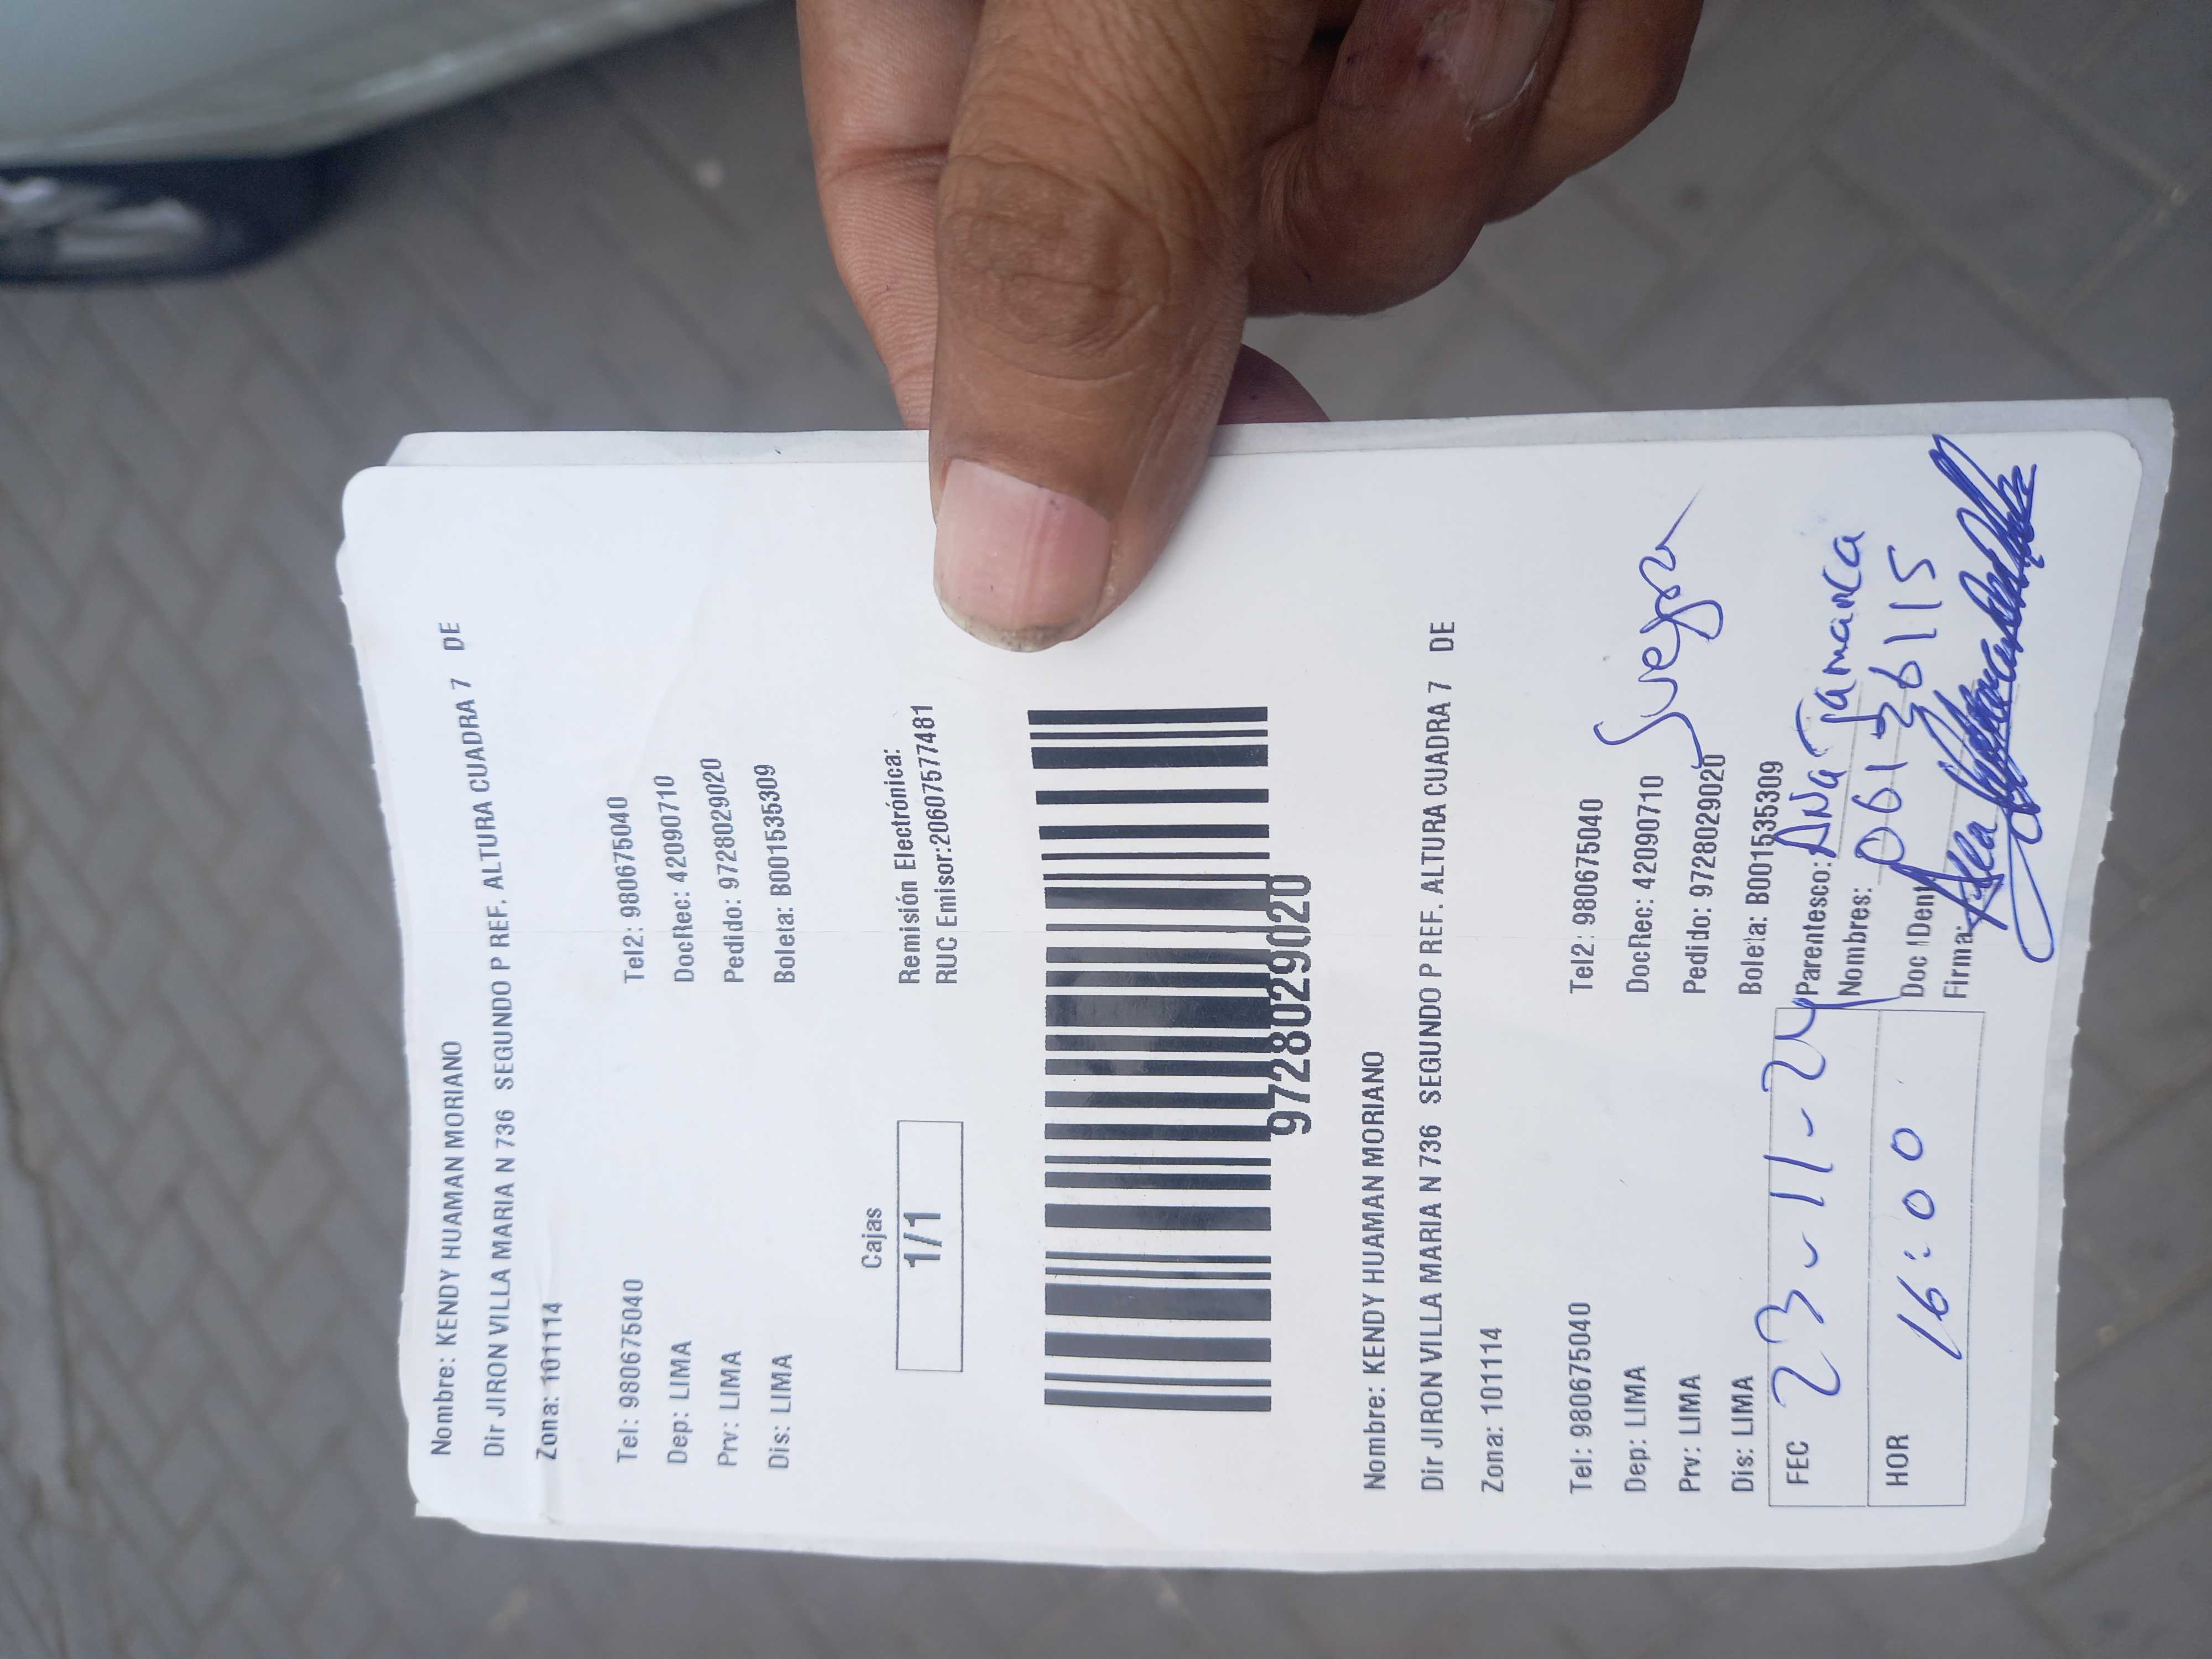 Nombre: KENDY HUAMAN MORIANO
Dir JIRON VILLA MARIA N 736 SEGUNDO P REF. ALTURA CUADRA 7 DE
Zona: 101114
Tel: 980675040 Tel2: 980675040
Dep: LIMA DocRec: 42090710
Prv: LIMA Pedido: 9728029020
Dis: LIMA Boleta: B001535309
Cajas
1/1
Remisión Electrónica:
RUC Emisor:20607577481
9728029020
Nombre: KENDY HUAMAN MORIANO
Dir JIRON VILLA MARIA N 736 SEGUNDO P REF. ALTURA CUADRA 7 DE
Zona: 101114
Tel: 980675040 Tel2: 980675040
Dep: LIMA DocRec: 42090710
Prv: LIMA Pedido: 9728029020
Dis: LIMA Boleta: B001535309
Suegra
FEC 23-11-24
HOR 16:00
Parentesco: Ana Jamanca
Nombres:
Doc IDent
Firma: